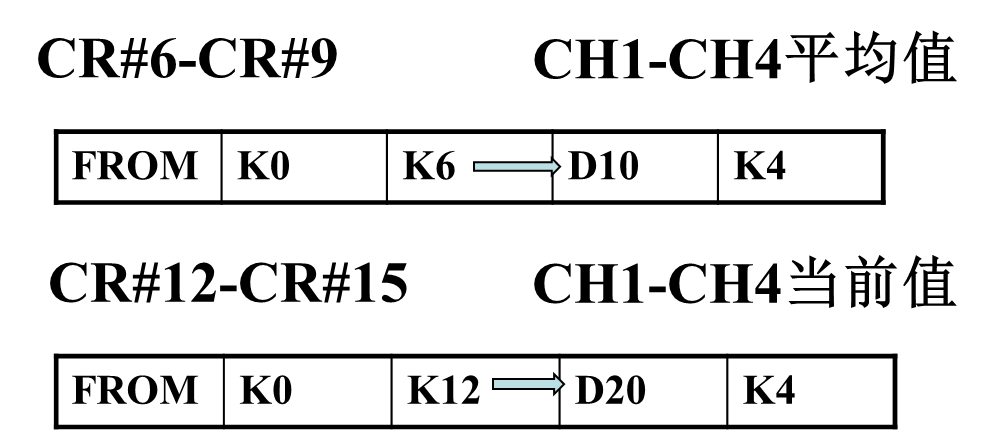 CR#6-CR#9 CH1-CH4平均值
FROM K0 K6 D10 K4
CR#12-CR#15 CH1-CH4当前值
FROM K0 K12 D20 K4